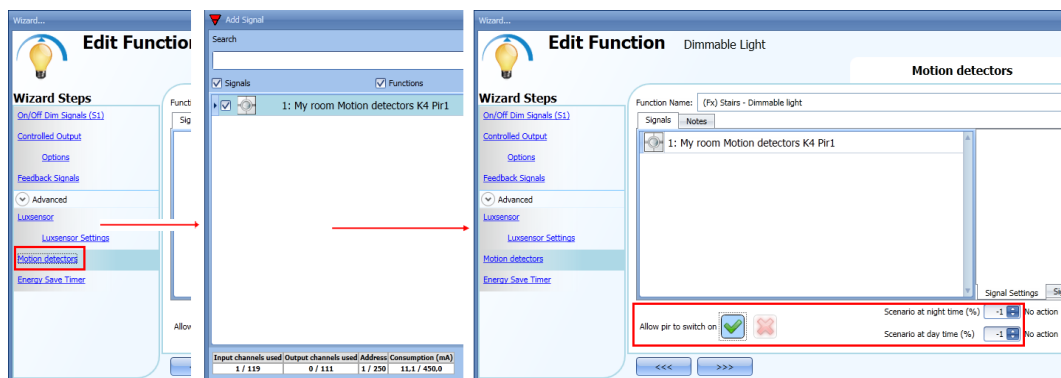 Wizard...
Edit Function
Wizard Steps
On/Off Dim Signals (S1)
Controlled Output
Options
Feedback Signals
Advanced
Luxsensor
Luxsensor Settings
Motion detectors
Energy Save Timer
Functi
Sig
Allow
Add Signal
Search
Signals
Functions
1: My room Motion detectors K4 Pir1
Input channels used Output channels used Address Consumption (mA)
1 / 119 0 / 111 1 / 250 11,1 / 450,0
Wizard...
Edit Function Dimmable Light
Motion detectors
Wizard Steps
On/Off Dim Signals (S1)
Controlled Output
Options
Feedback Signals
Advanced
Luxsensor
Luxsensor Settings
Motion detectors
Energy Save Timer
Function Name: (Fx) Stairs - Dimmable light
Signals Notes
1: My room Motion detectors K4 Pir1
Signal Settings Si
Allow pir to switch on
Scenario at night time (%) -1 No action
Scenario at day time (%) -1 No action
<<< >>>